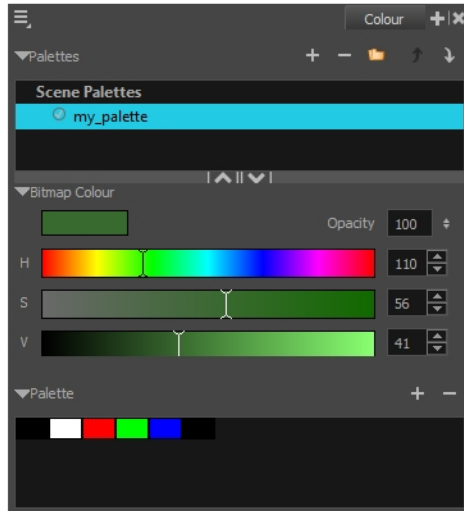 Colour
Palettes
Scene Palettes
my_palette
Bitmap Colour
Opacity 100
H 110
S 56
V 41
Palette